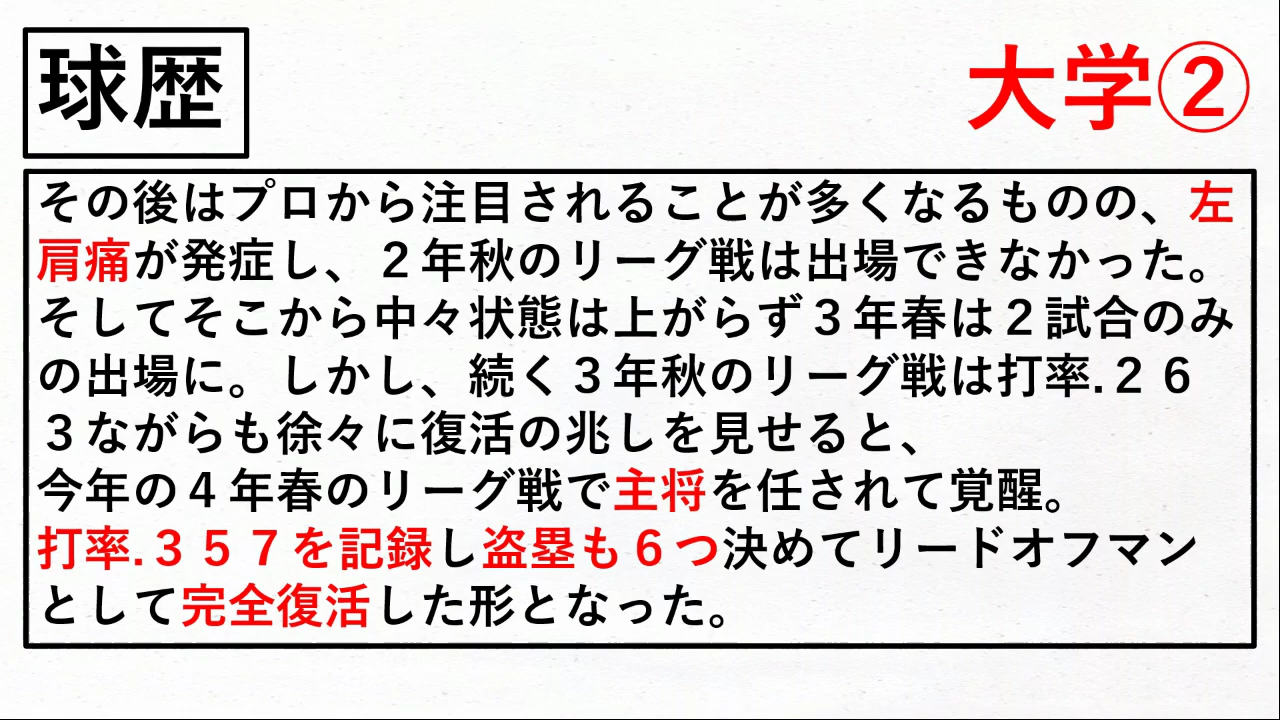 球歴
大学②
その後はプロから注目されることが多くなるものの、左
肩痛が発症し、２年秋のリーグ戦は出場できなかった。
そしてそこから中々状態は上がらず３年春は２試合のみ
の出場に。しかし、続く３年秋のリーグ戦は打率.２６
３ながらも徐々に復活の兆しを見せると、
今年の４年春のリーグ戦で主将を任されて覚醒。
打率.３５７を記録し盗塁も６つ決めてリードオフマン
として完全復活した形となった。